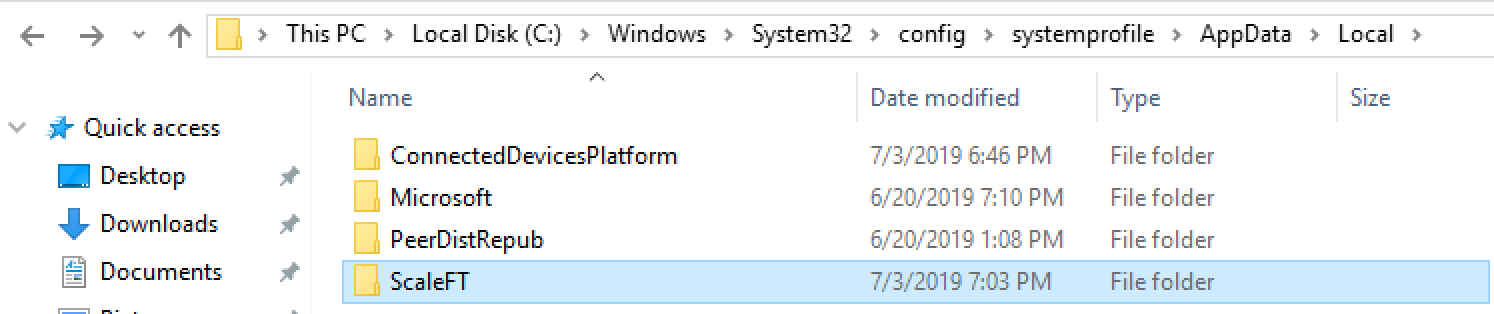 This PC > Local Disk (C:) > Windows > System32 > config > systemprofile > AppData > Local >
Name Date modified Type Size
Quick access
ConnectedDevicesPlatform 7/3/2019 6:46 PM File folder
Desktop
Microsoft 6/20/2019 7:10 PM File folder
Downloads
PeerDistRepub 6/20/2019 1:08 PM File folder
Documents
ScaleFT 7/3/2019 7:03 PM File folder